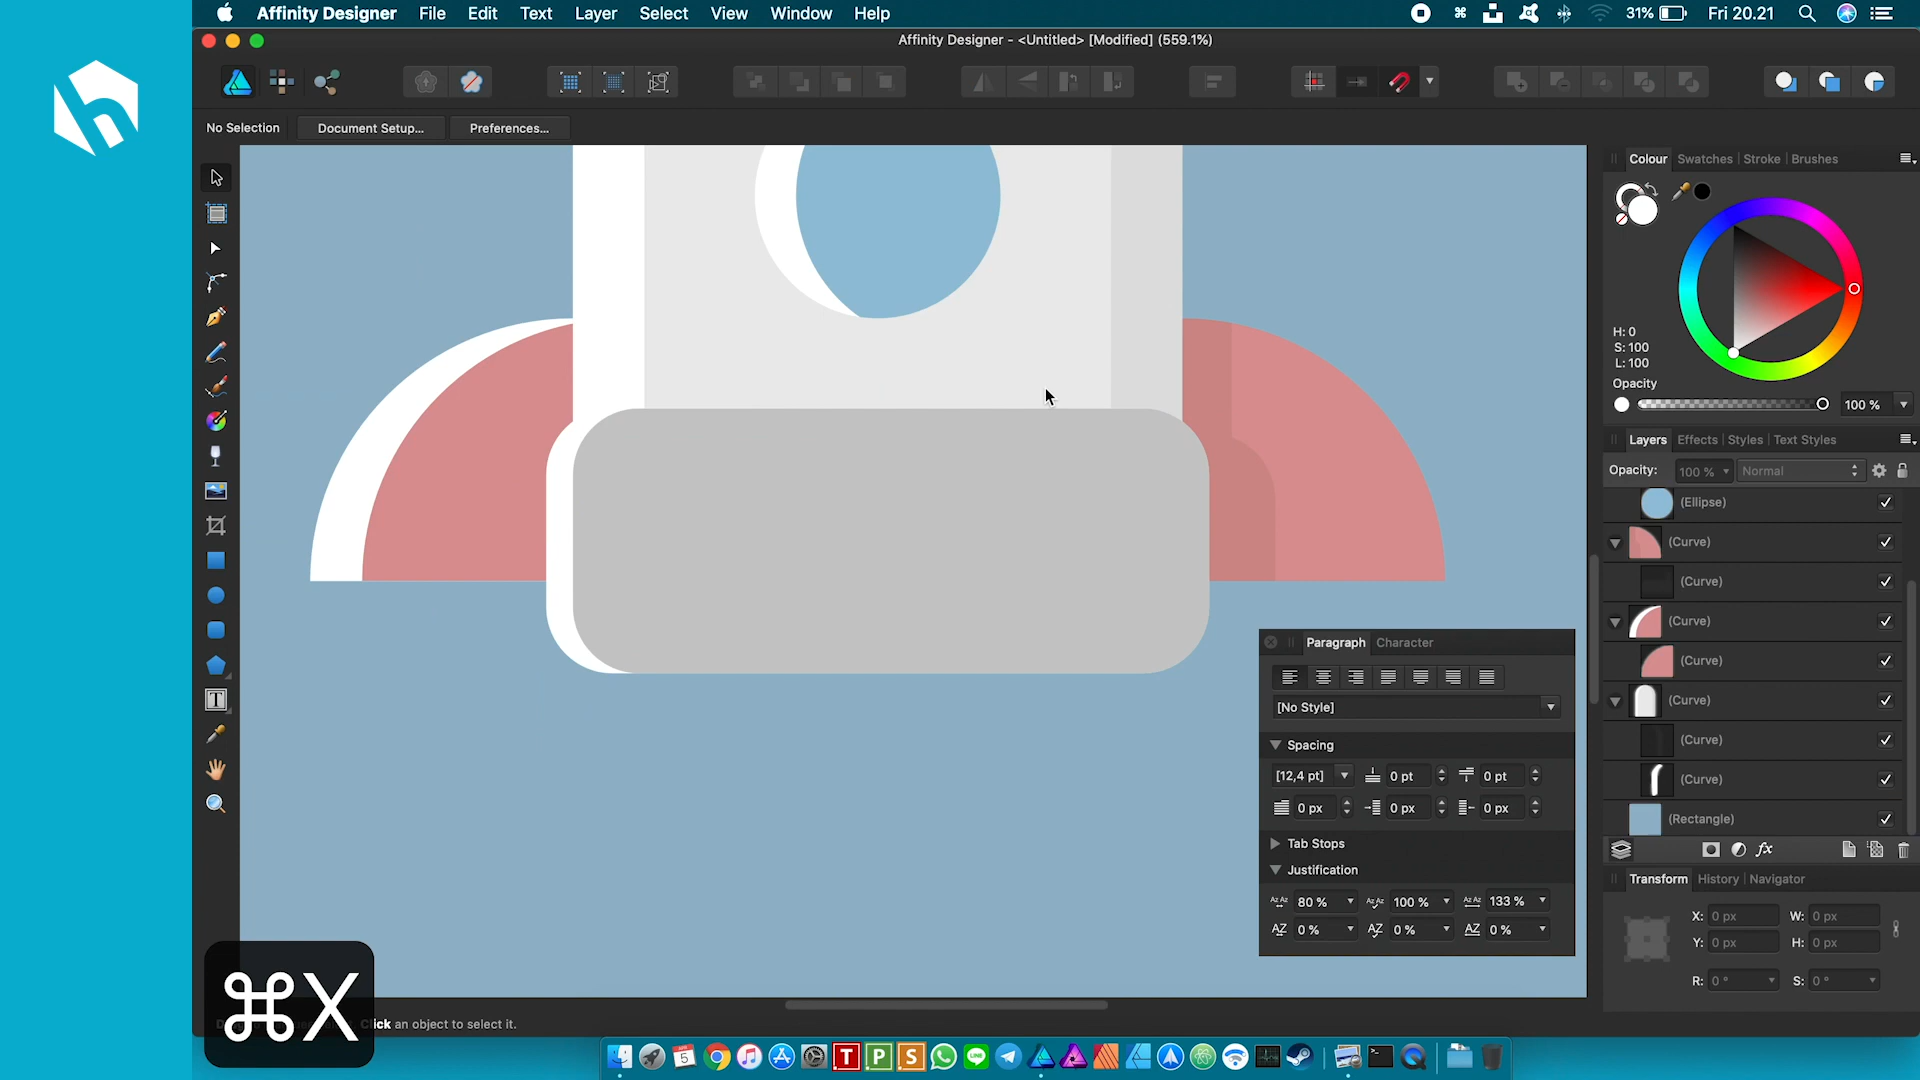 Affinity Designer File Edit Text Layer Select View Window Help
31% Fri 20.21
Affinity Designer - <Untitled> [Modified] (559.1%)
No Selection Document Setup... Preferences...
Colour Swatches Stroke Brushes
H: 0
S: 100
L: 100
Opacity
100 %
Layers Effects Styles Text Styles
Opacity: 100 % Normal
(Ellipse)
(Curve)
(Curve)
(Curve)
(Curve)
(Curve)
(Curve)
(Curve)
(Rectangle)
Paragraph Character
[No Style]
Spacing
[12,4 pt] 0 pt 0 pt
0 px 0 px 0 px
Tab Stops
Justification
80 % 100 % 133 %
0 % 0 % 0 %
Transform History Navigator
X: 0 px W: 0 px
Y: 0 px H: 0 px
R: 0 ° S: 0 °
⌘X
Click an object to select it.
T P S